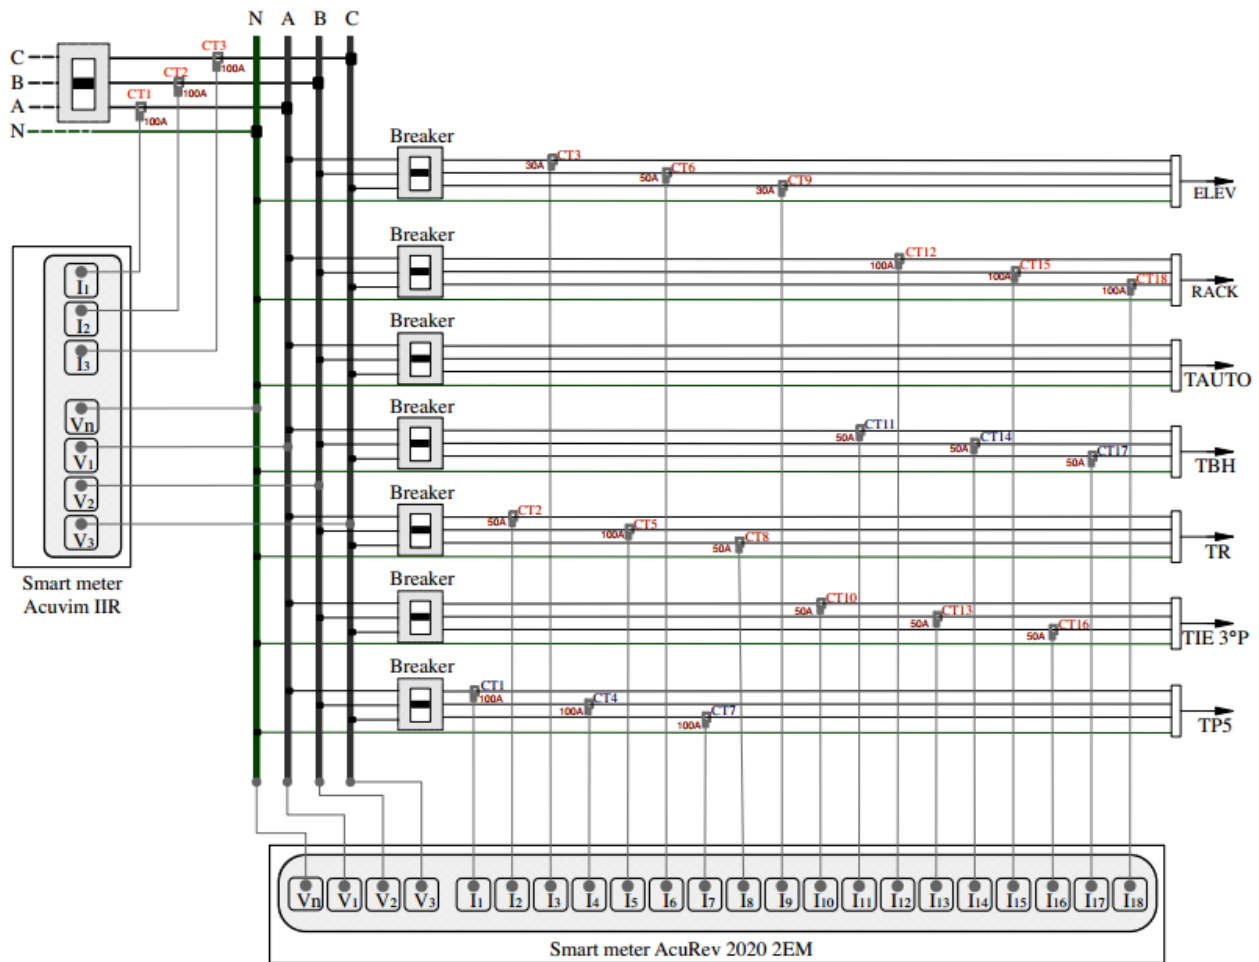 N A B C
C
B
A
N
CT3
100A
CT2
100A
CT1
100A
Breaker
CT3
30A
CT6
50A
CT9
30A
ELEV
Breaker
CT12
100A
CT15
100A
CT18
100A
RACK
Breaker
TAUTO
Breaker
CT11
50A
CT14
50A
CT17
50A
TBH
Breaker
CT2
50A
CT5
100A
CT8
50A
TR
Breaker
CT10
50A
CT13
50A
CT16
50A
TIE 3°P
Breaker
CT1
100A
CT4
100A
CT7
100A
TP5
I1
I2
I3
Vn
V1
V2
V3
Smart meter
Acuvim IIR
Vn V1 V2 V3 I1 I2 I3 I4 I5 I6 I7 I8 I9 I10 I11 I12 I13 I14 I15 I16 I17 I18
Smart meter AcuRev 2020 2EM